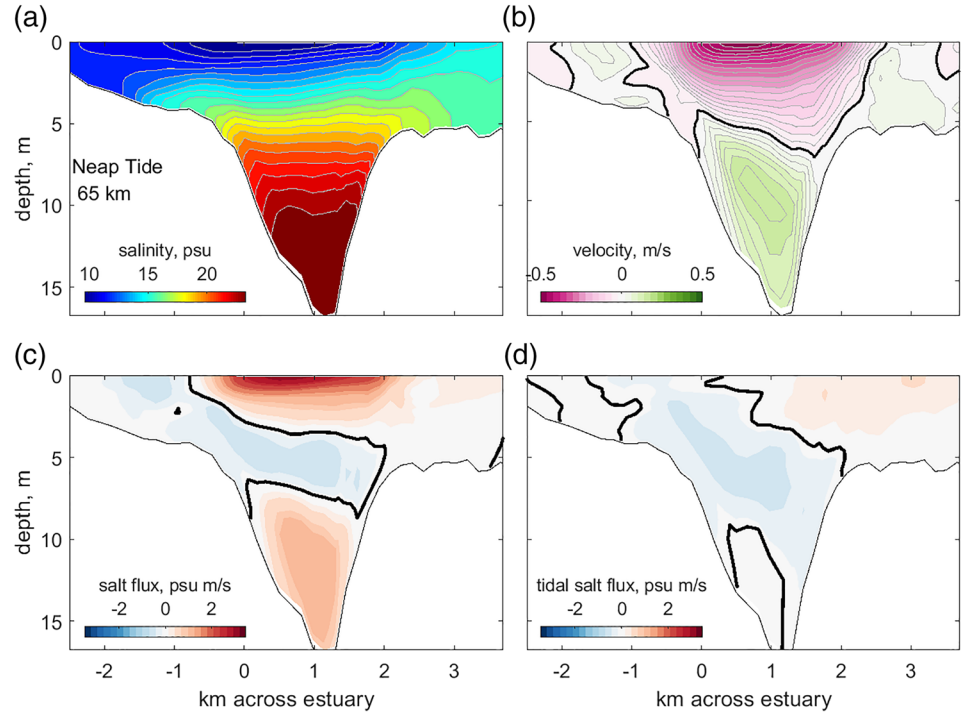 (a)
(b)
0
5
10
15
depth, m
Neap Tide
65 km
salinity, psu
10 15 20
velocity, m/s
-0.5 0 0.5
(c)
(d)
0
5
10
15
depth, m
salt flux, psu m/s
-2 0 2
tidal salt flux, psu m/s
-2 0 2
-2 -1 0 1 2 3
-2 -1 0 1 2 3
km across estuary
km across estuary